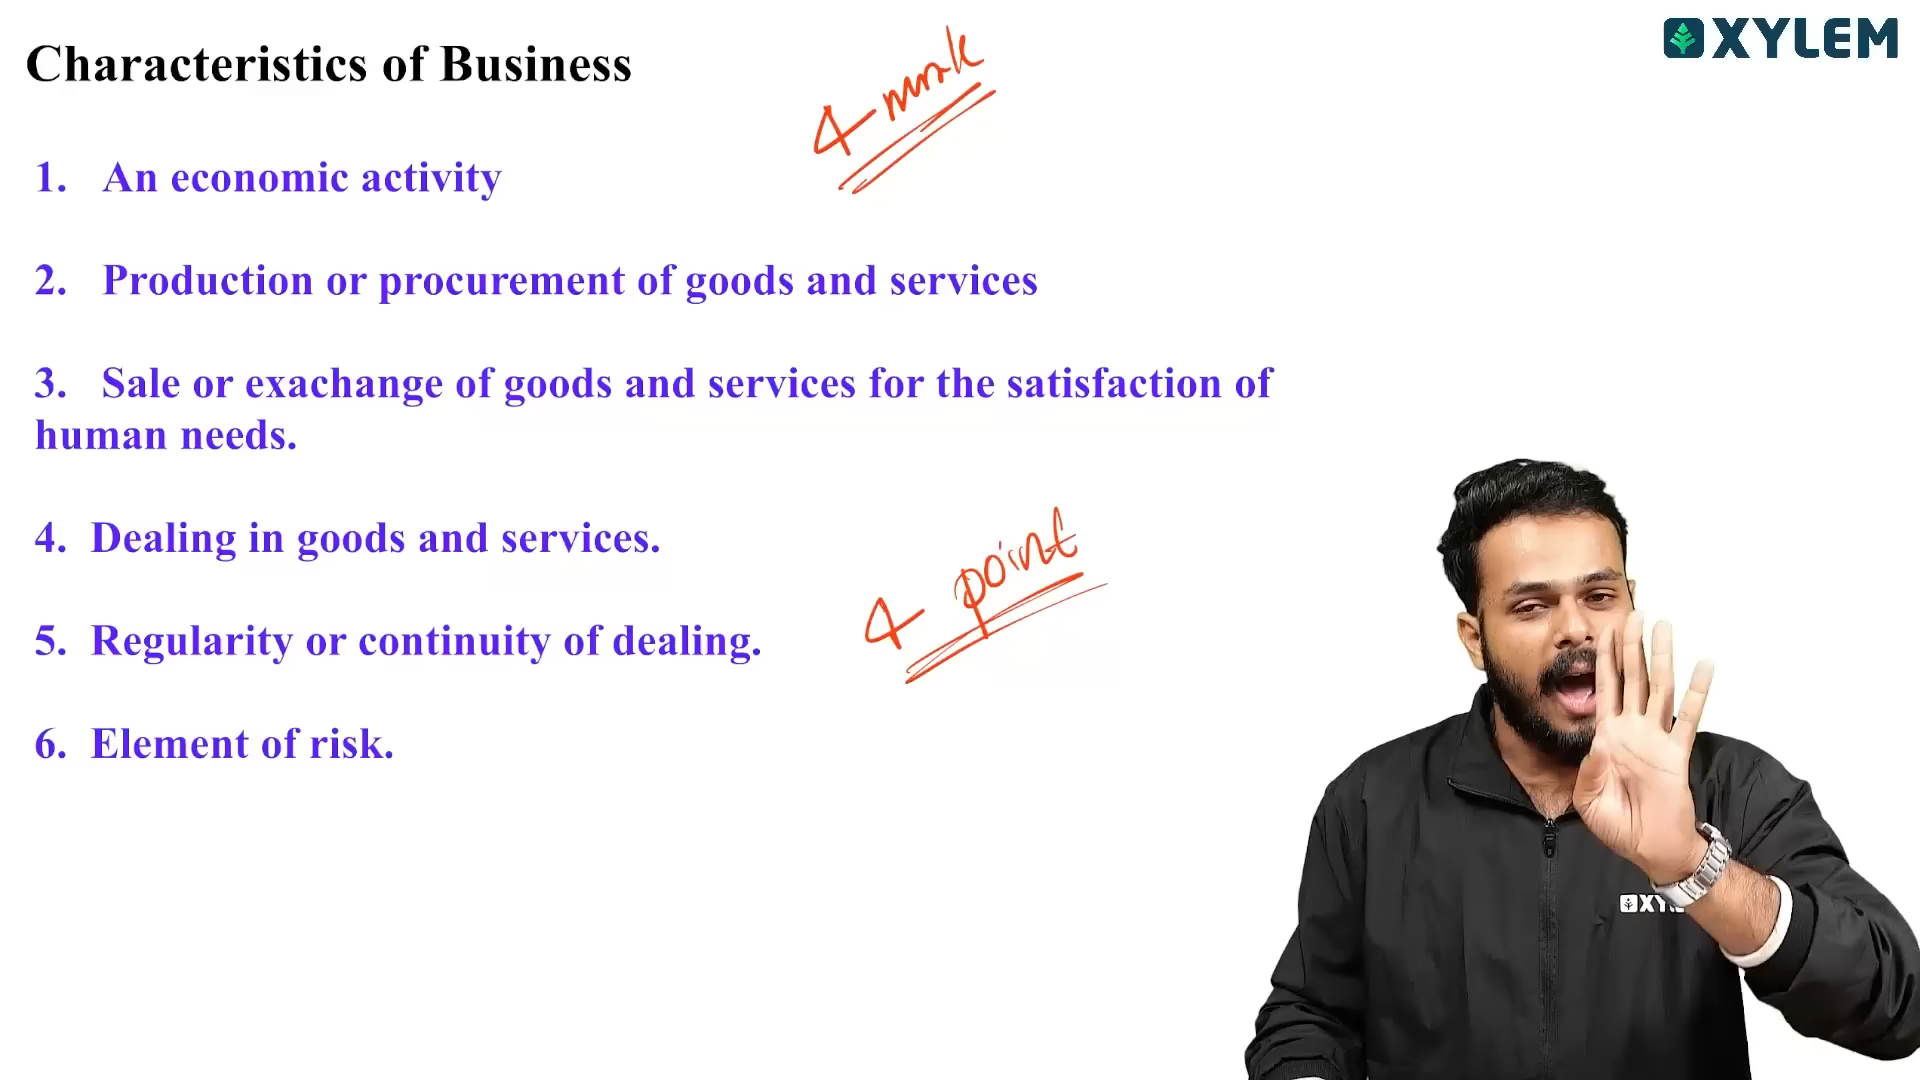 XYLEM
Characteristics of Business
4 mark
1. An economic activity
2. Production or procurement of goods and services
3. Sale or exachange of goods and services for the satisfaction of
human needs.
4. Dealing in goods and services.
4 point
5. Regularity or continuity of dealing.
6. Element of risk.